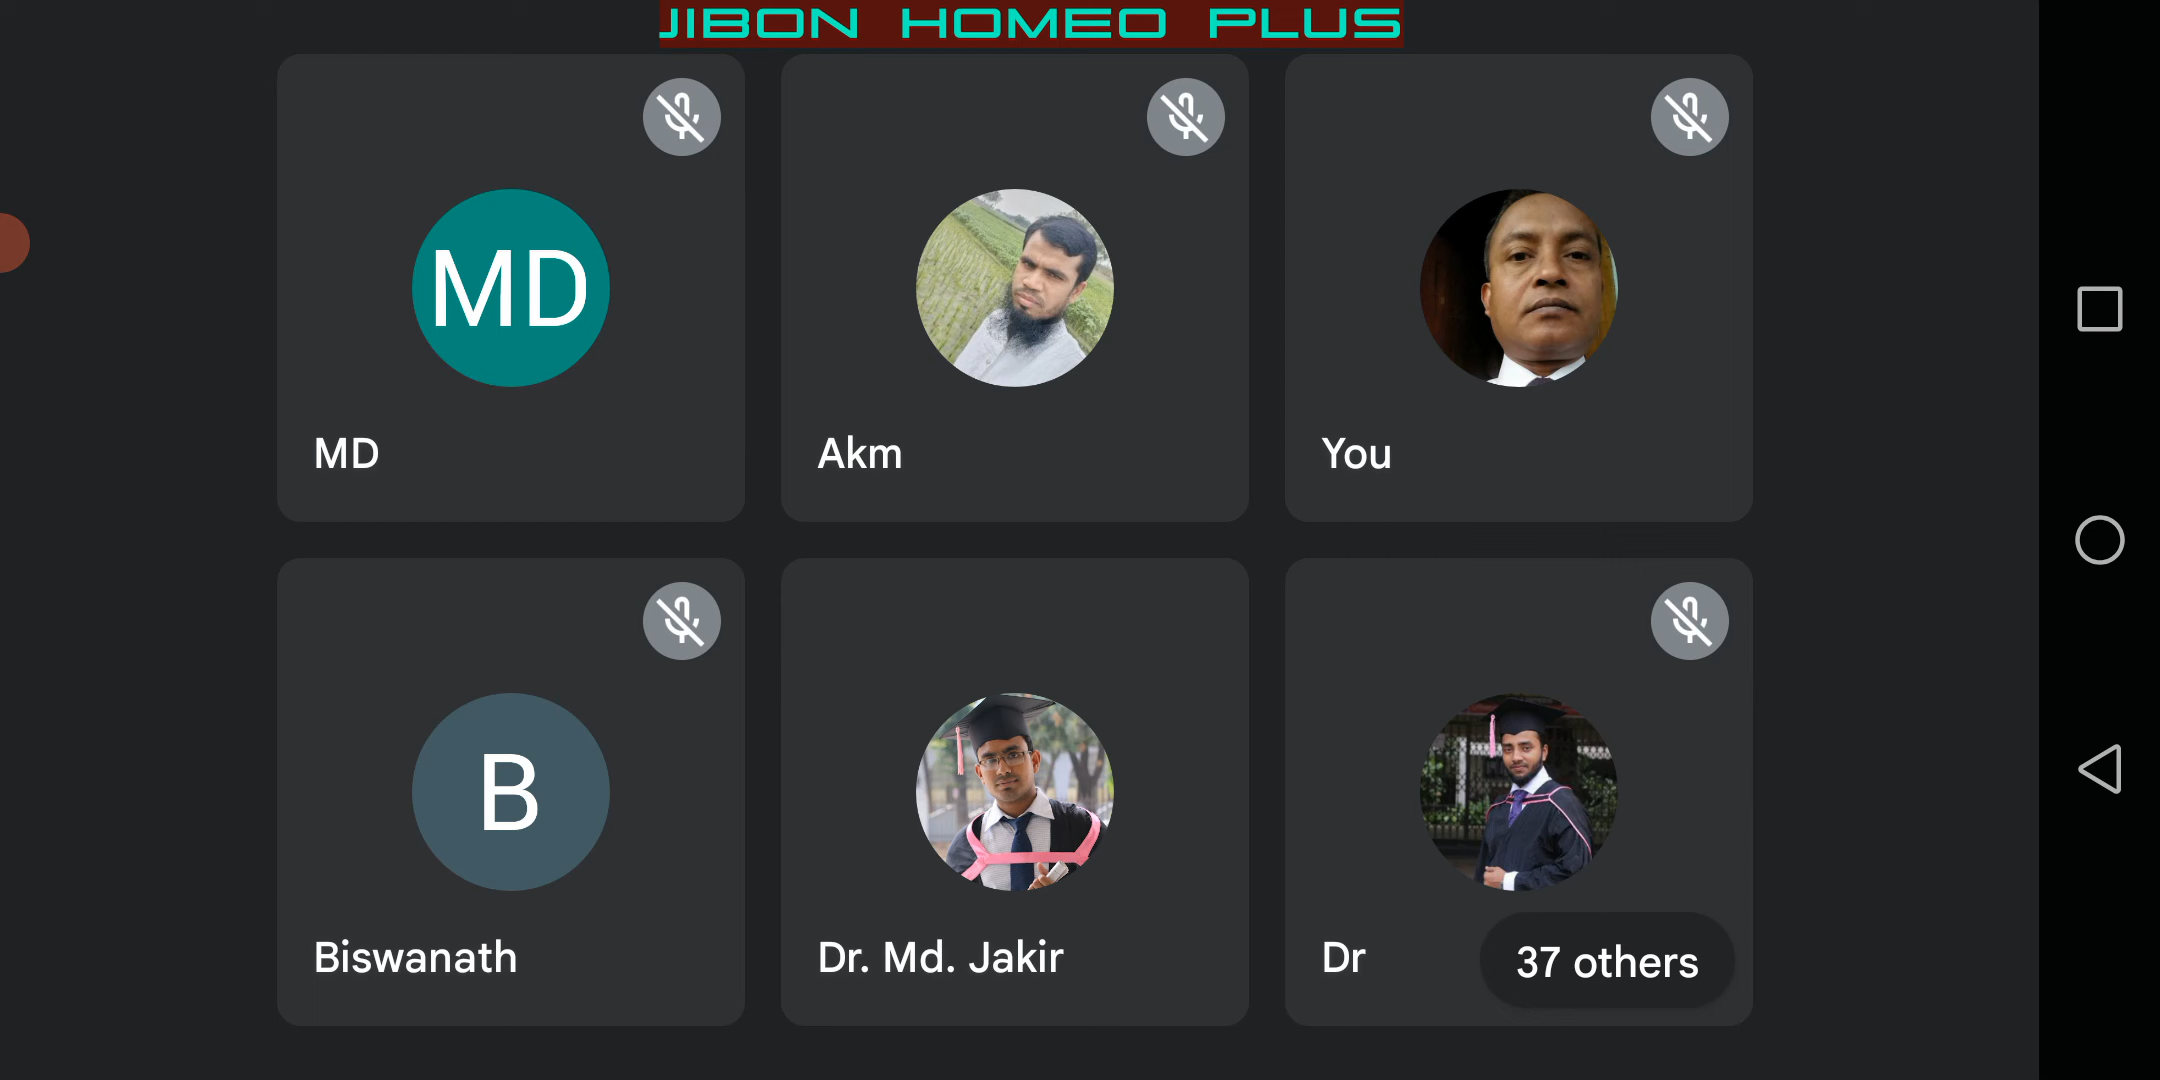 JIBON HOMEO PLUS
MD
MD
Akm
You
B
Biswanath
Dr. Md. Jakir
Dr
37 others